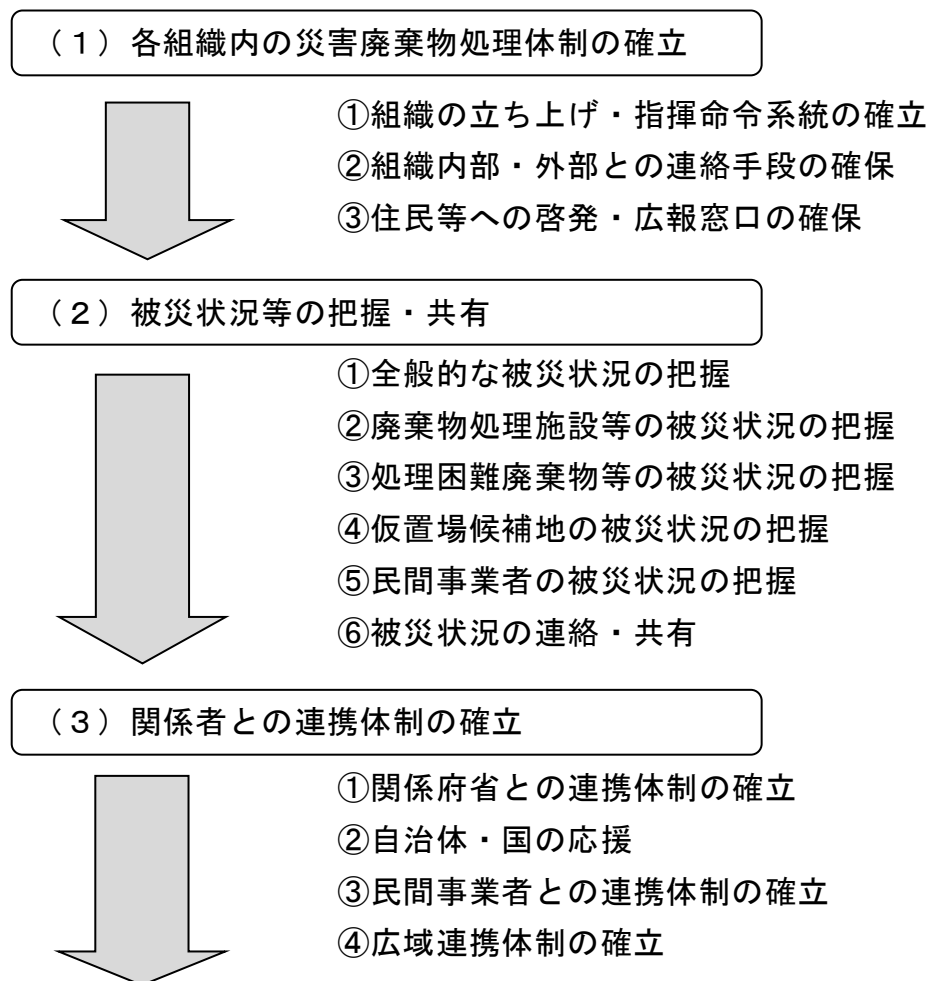 （１）各組織内の災害廃棄物処理体制の確立
①組織の立ち上げ・指揮命令系統の確立
②組織内部・外部との連絡手段の確保
③住民等への啓発・広報窓口の確保
（２）被災状況等の把握・共有
①全般的な被災状況の把握
②廃棄物処理施設等の被災状況の把握
③処理困難廃棄物等の被災状況の把握
④仮置場候補地の被災状況の把握
⑤民間事業者の被災状況の把握
⑥被災状況の連絡・共有
（３）関係者との連携体制の確立
①関係府省との連携体制の確立
②自治体・国の応援
③民間事業者との連携体制の確立
④広域連携体制の確立